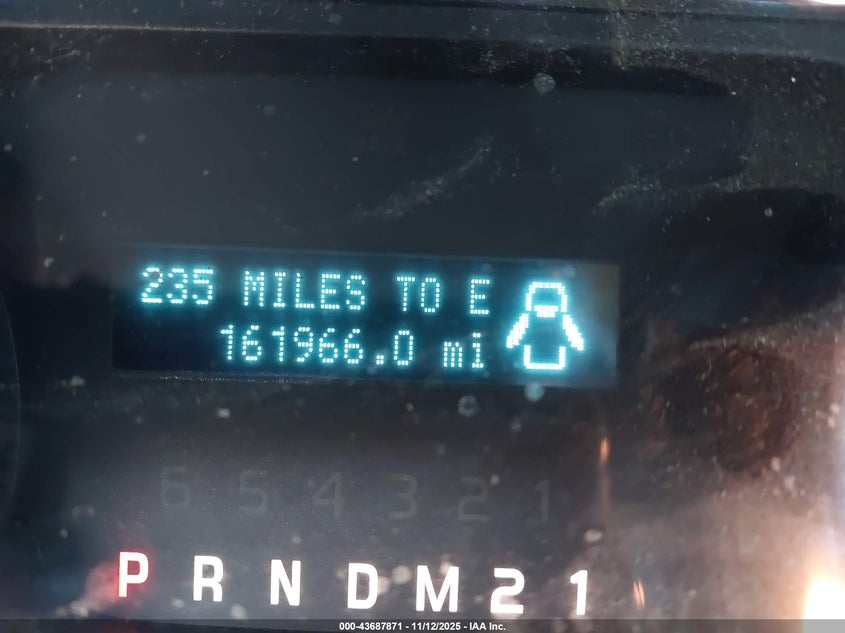 235 MILES TO E
161966.0 mi
6 5 4 3 2 1
P R N D M 2 1
000-43687871 - 11/12/2025 - IAA Inc.